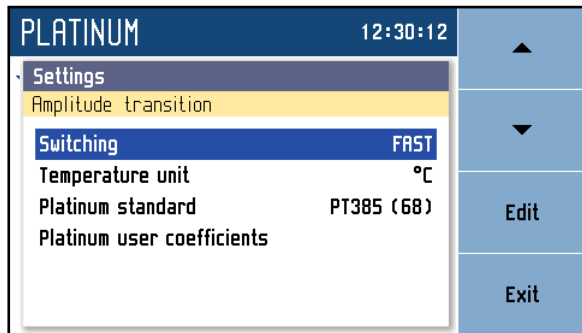 PLATINUM 12:30:12
Settings
Amplitude transition
Switching FAST
Temperature unit °C
Platinum standard PT385 (68)
Platinum user coefficients
Edit
Exit